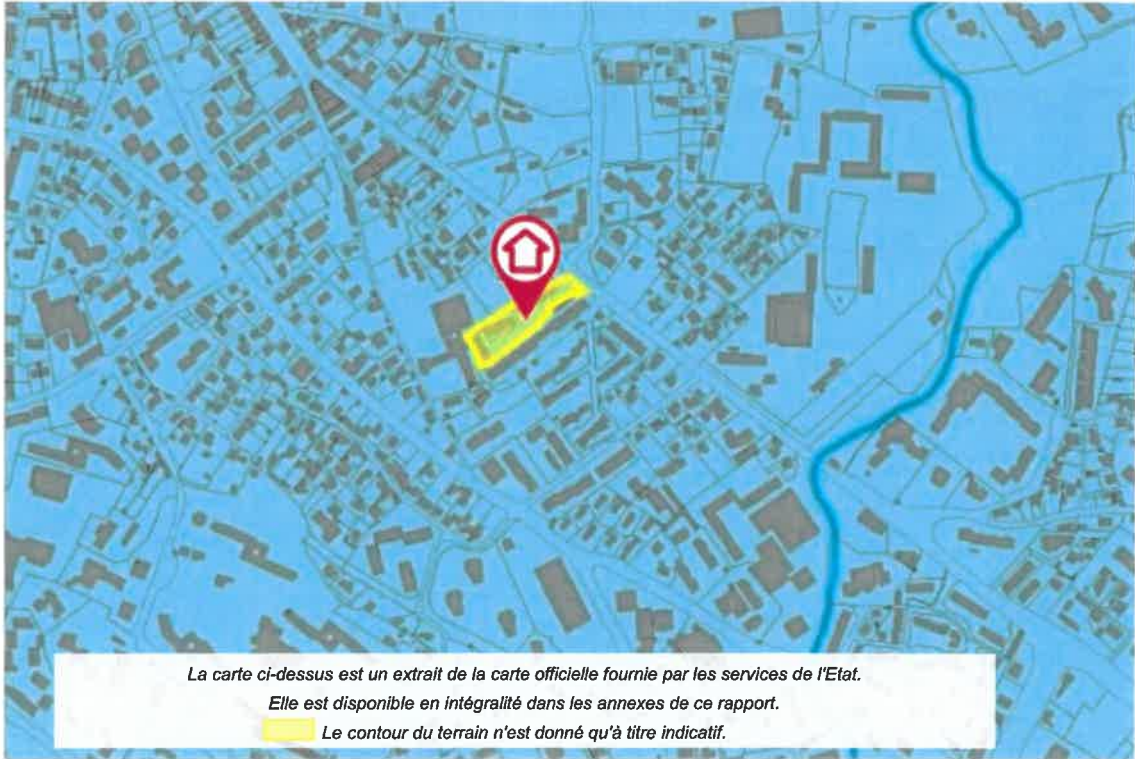 La carte ci-dessus est un extrait de la carte officielle fournie par les services de l'Etat.
Elle est disponible en intégralité dans les annexes de ce rapport.
Le contour du terrain n'est donné qu'à titre indicatif.